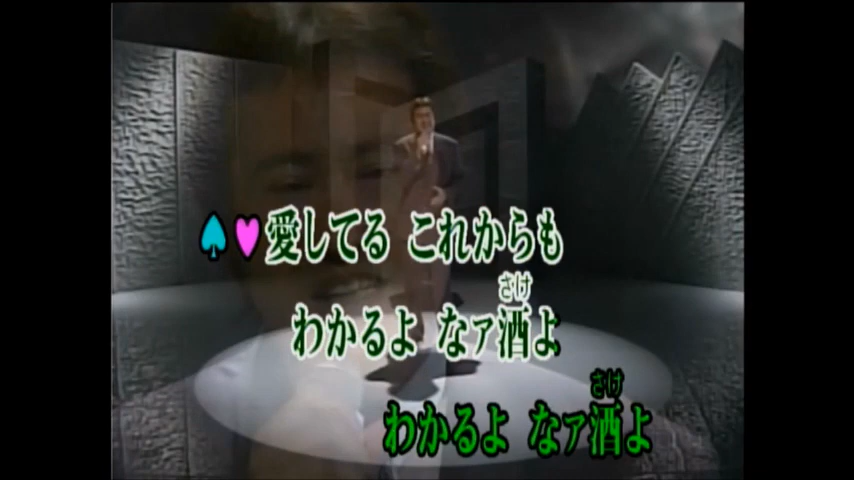 ♠♥愛してる これからも
さけ
わかるよ なァ酒よ
さけ
わかるよ なァ酒よ